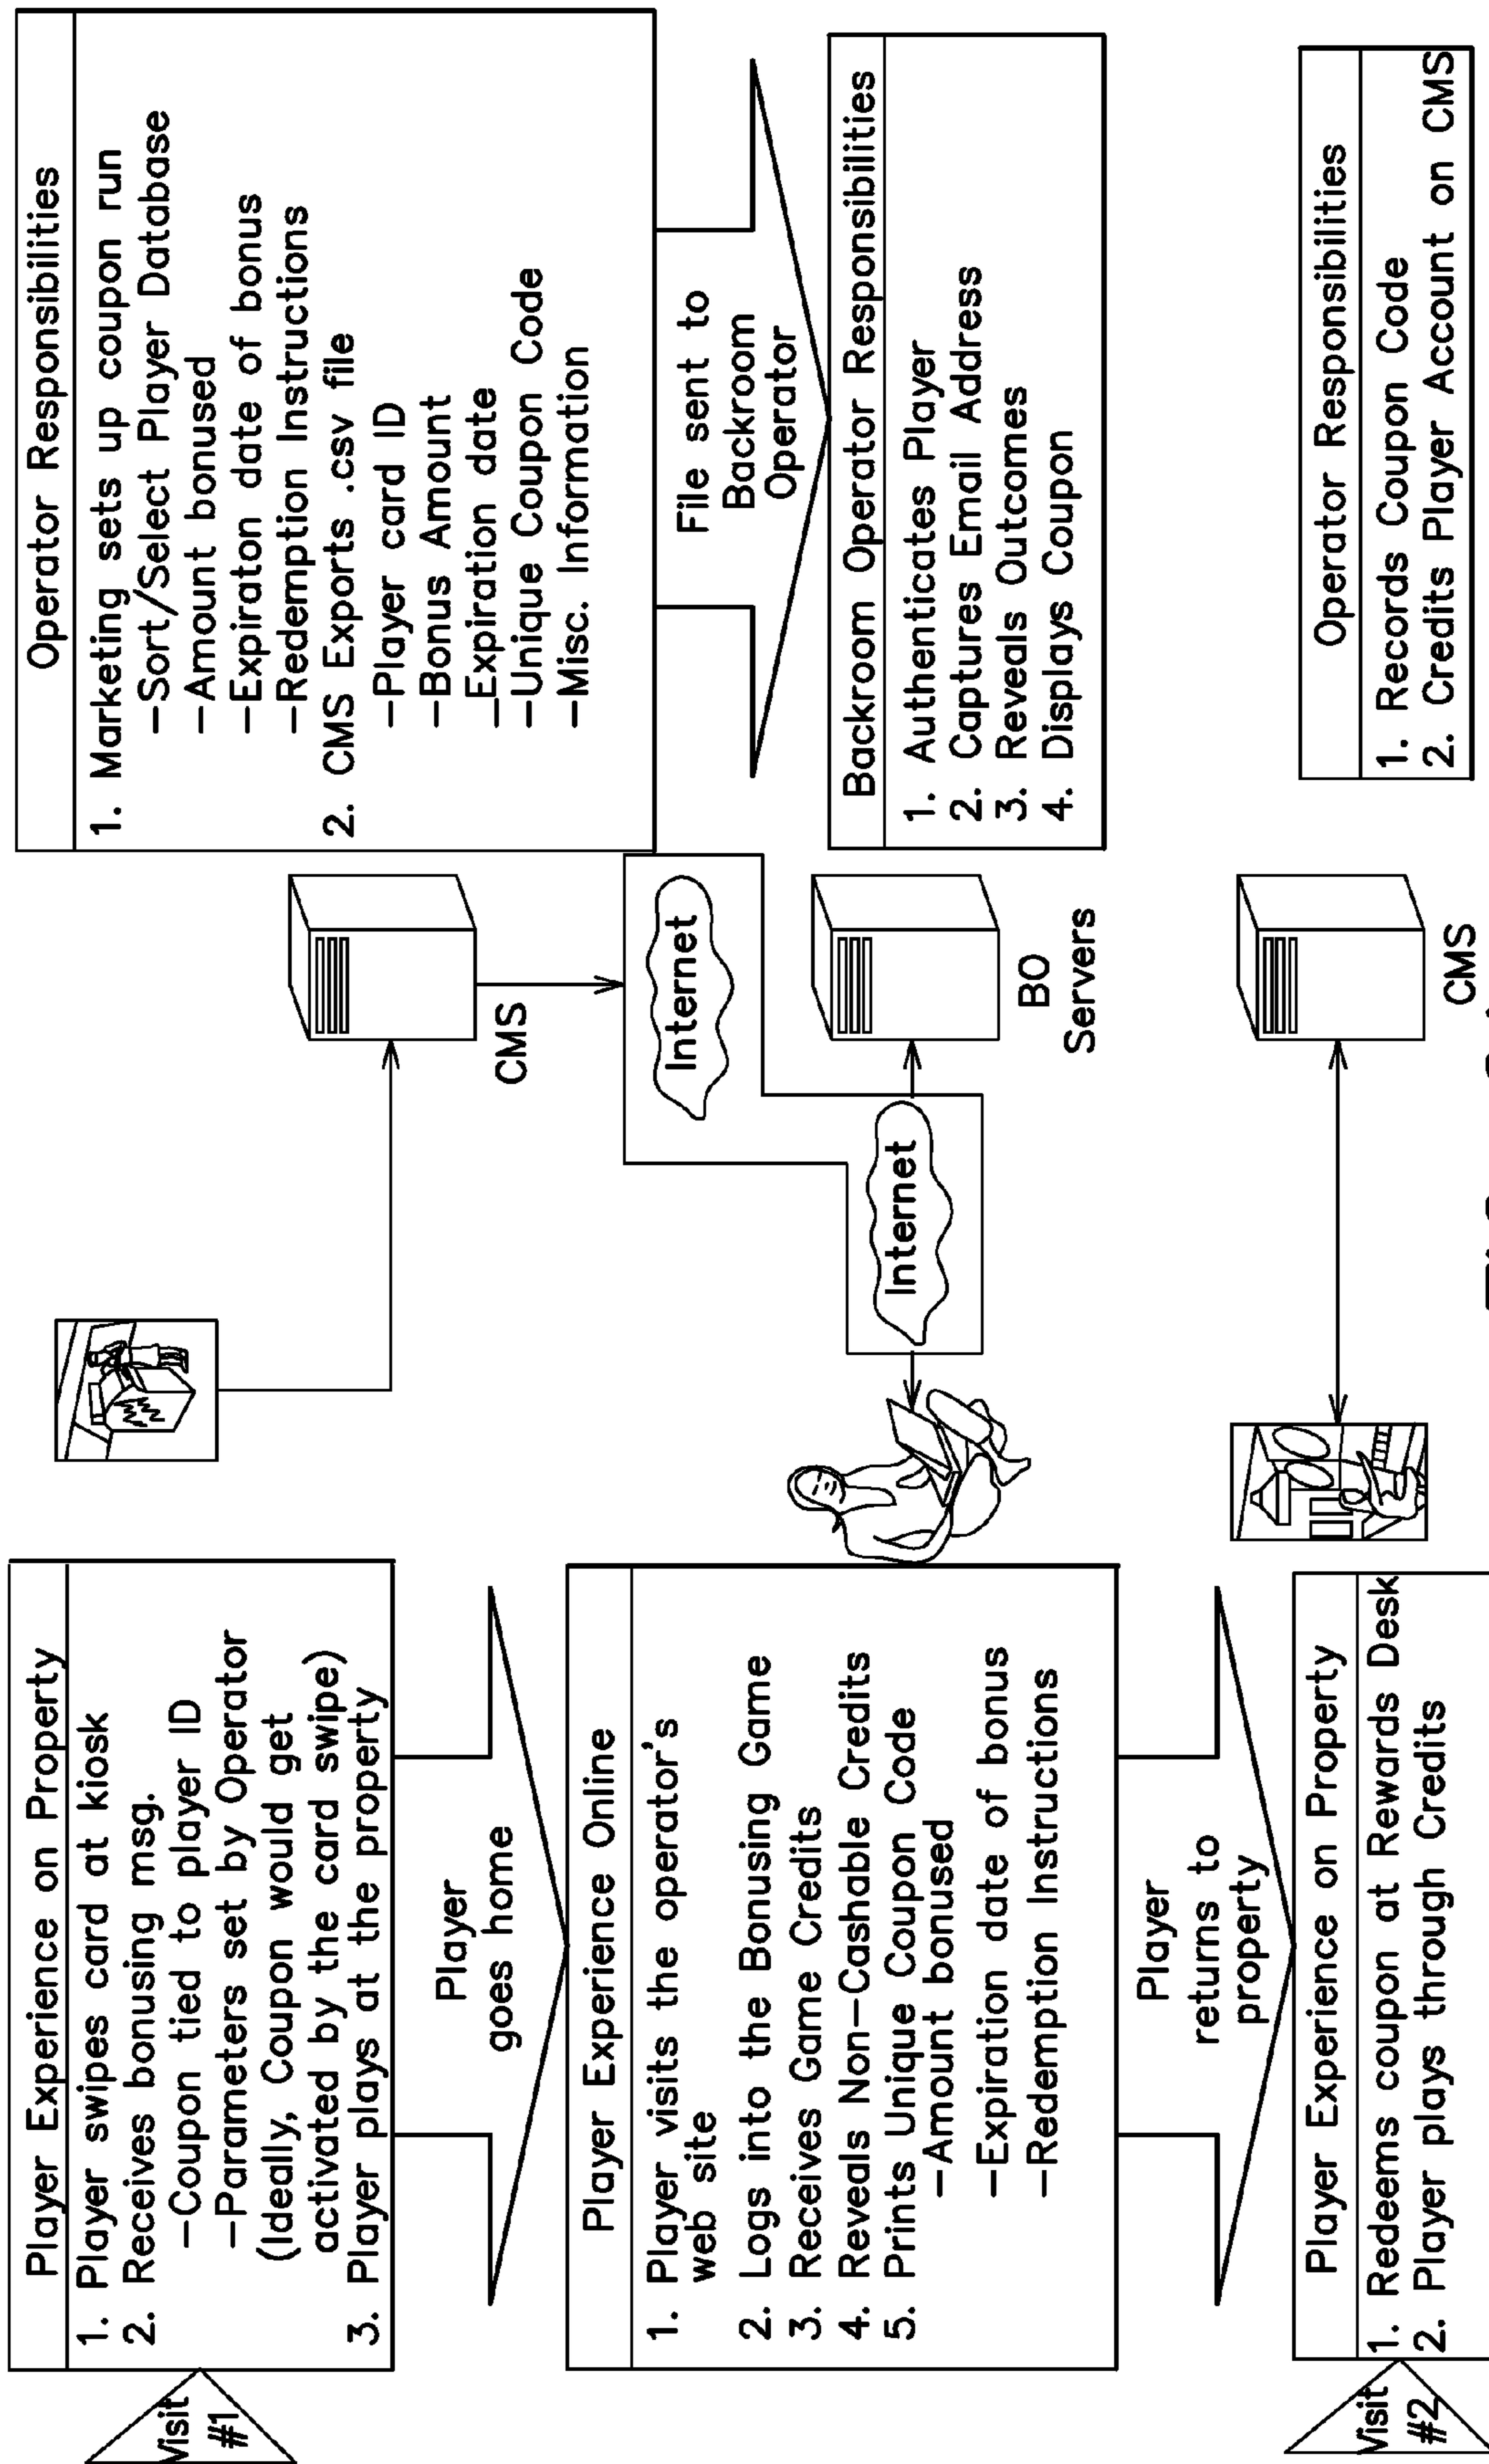 Visit
#1
Player Experience on Property
1. Player swipes card at kiosk
2. Receives bonusing msg.
–Coupon tied to player ID
–Parameters set by Operator
(Ideally, Coupon would get
activated by the card swipe)
3. Player plays at the property
CMS
Operator Responsibilities
1. Marketing sets up coupon run
–Sort/Select Player Database
–Amount bonused
–Expiraton date of bonus
–Redemption Instructions
2. CMS Exports .csv file
–Player card ID
–Bonus Amount
–Expiration date
–Unique Coupon Code
–Misc. Information
Player
goes home
Internet
File sent to
Backroom
Operator
Player Experience Online
1. Player visits the operator's
web site
2. Logs into the Bonusing Game
3. Receives Game Credits
4. Reveals Non–Cashable Credits
5. Prints Unique Coupon Code
–Amount bonused
–Expiration date of bonus
–Redemption Instructions
Internet
BO
Servers
Backroom Operator Responsibilities
1. Authenticates Player
2. Captures Email Address
3. Reveals Outcomes
4. Displays Coupon
Player
returns to
property
Visit
#2
Player Experience on Property
1. Redeems coupon at Rewards Desk
2. Player plays through Credits
CMS
Operator Responsibilities
1. Records Coupon Code
2. Credits Player Account on CMS